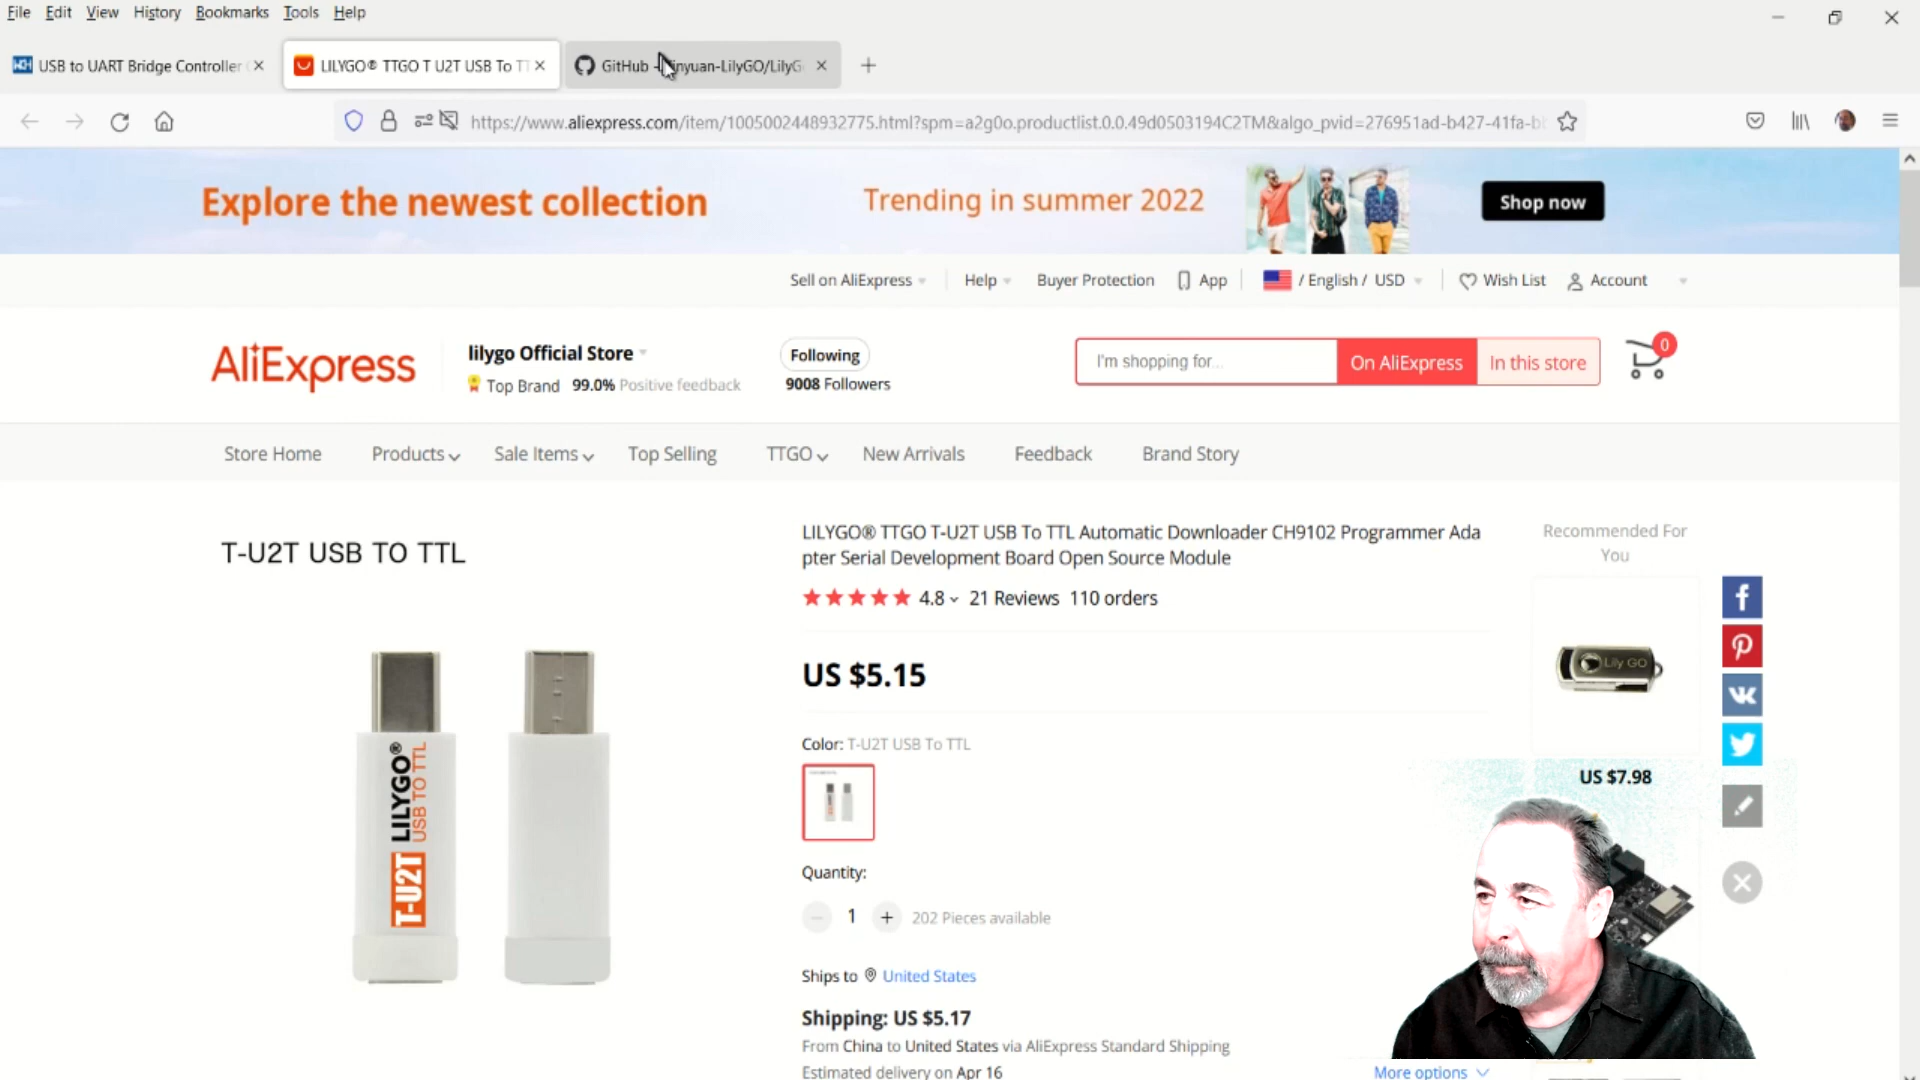 File Edit View History Bookmarks Tools Help
USB to UART Bridge Controller
LILYGO® TTGO T U2T USB To TT
GitHub - Xinyuan-LilyGO/LilyG
https://www.aliexpress.com/item/1005002448932775.html?spm=a2g0o.productlist.0.0.49d0503194C2TM&algo_pvid=276951ad-b427-41fa-b
Explore the newest collection
Trending in summer 2022
Shop now
Sell on AliExpress Help Buyer Protection App / English / USD Wish List Account
AliExpress
lilygo Official Store
Top Brand 99.0% Positive feedback
Following
9008 Followers
I'm shopping for...
On AliExpress
In this store
0
Store Home Products Sale Items Top Selling TTGO New Arrivals Feedback Brand Story
T-U2T USB TO TTL
LILYGO® TTGO T-U2T USB To TTL Automatic Downloader CH9102 Programmer Ada
pter Serial Development Board Open Source Module
4.8 21 Reviews 110 orders
US $5.15
Color: T-U2T USB To TTL
Quantity:
1 + 202 Pieces available
Ships to United States
Shipping: US $5.17
From China to United States via AliExpress Standard Shipping
Estimated delivery on Apr 16
More options
Recommended For
You
Lily GO
US $7.98
T-U2T LILYGO®
USB TO TTL